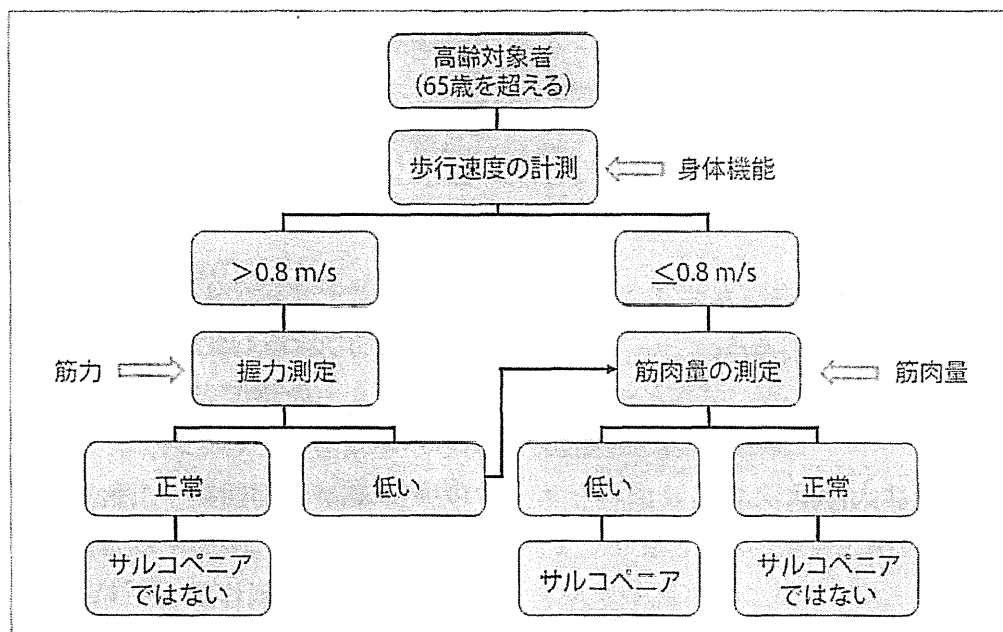 高齢対象者
(65歳を超える)
歩行速度の計測
身体機能
>0.8 m/s
≤0.8 m/s
筋力
握力測定
筋肉量の測定
筋肉量
正常
低い
低い
正常
サルコペニア
ではない
サルコペニア
サルコペニア
ではない